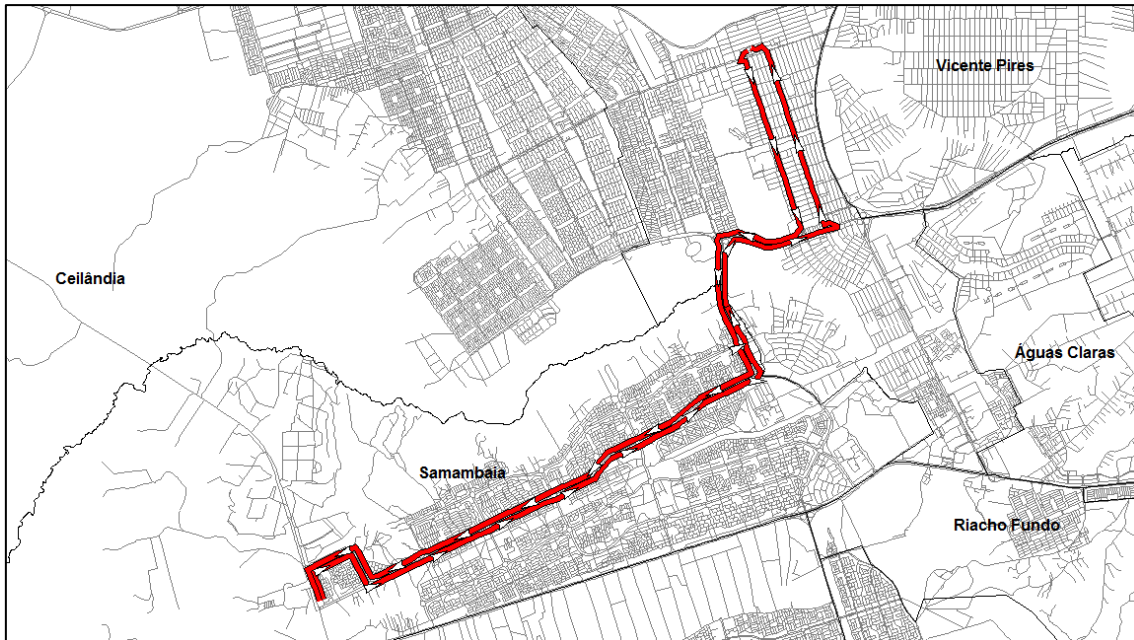 Vicente Pires
Ceilândia
Águas Claras
Samambaia
Riacho Fundo